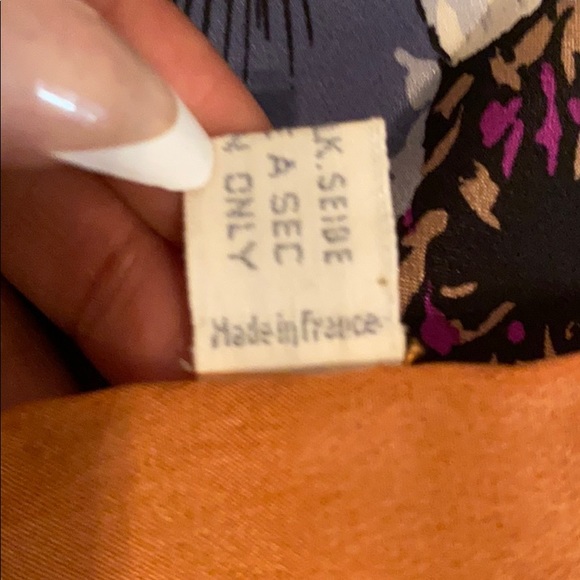 LK. SEIDE
E A SEC
N ONLY
Made in France